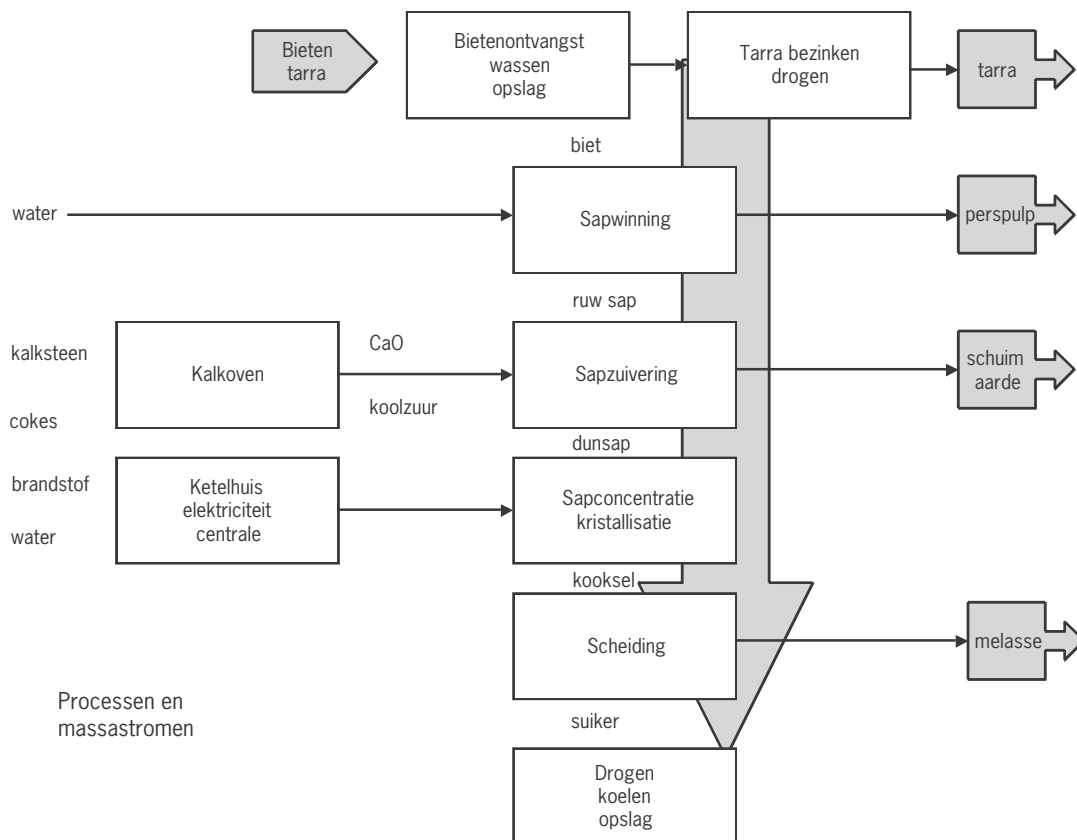 Bieten
tarra
Bietenontvangst
wassen
opslag
Tarra bezinken
drogen
tarra
biet
water
Sapwinning
perspulp
ruw sap
kalksteen
cokes
Kalkoven
CaO
koolzuur
Sapzuivering
schuim
aarde
dunsap
brandstof
water
Ketelhuis
elektriciteit
centrale
Sapconcentratie
kristallisatie
kooksel
Scheiding
melasse
Processen en
massastromen
suiker
Drogen
koelen
opslag